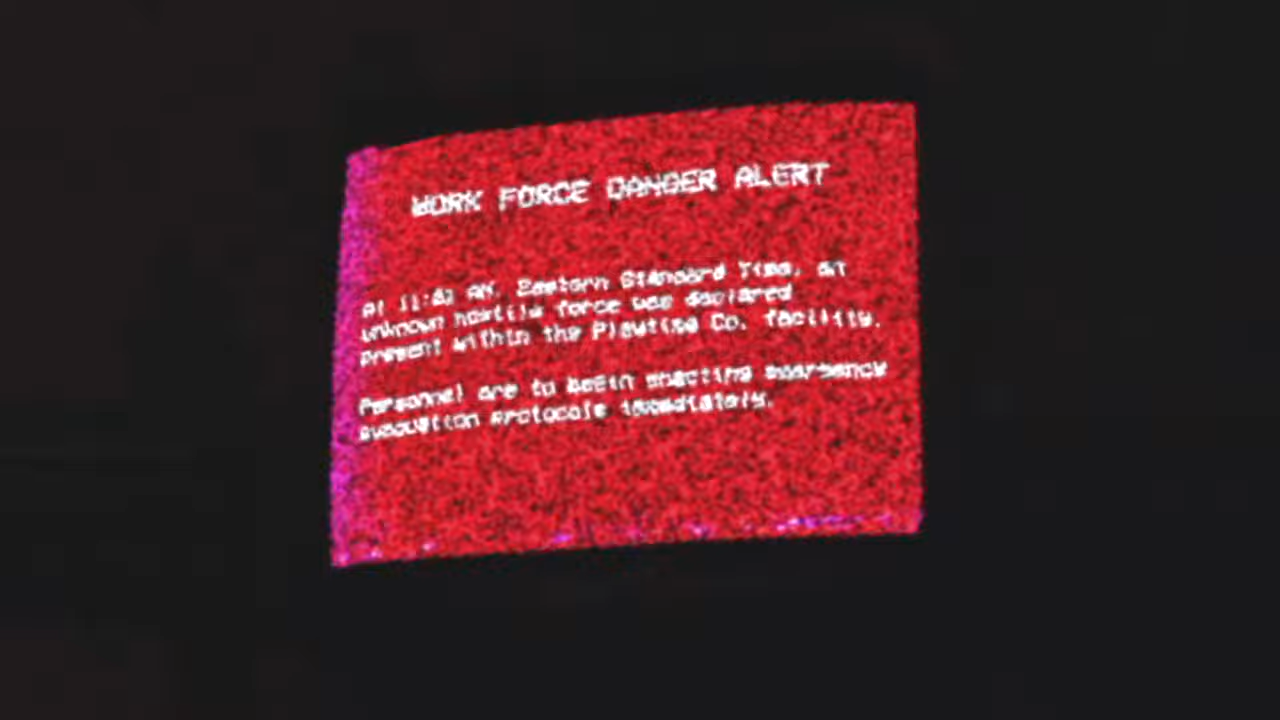 WORK FORCE DANGER ALERT
At AM, Eastern Standard Time, an
unknown hostile force was declared
present within the Playtime Co. facility.
Personnel are to begin enacting emergency
evacuation protocols immediately.